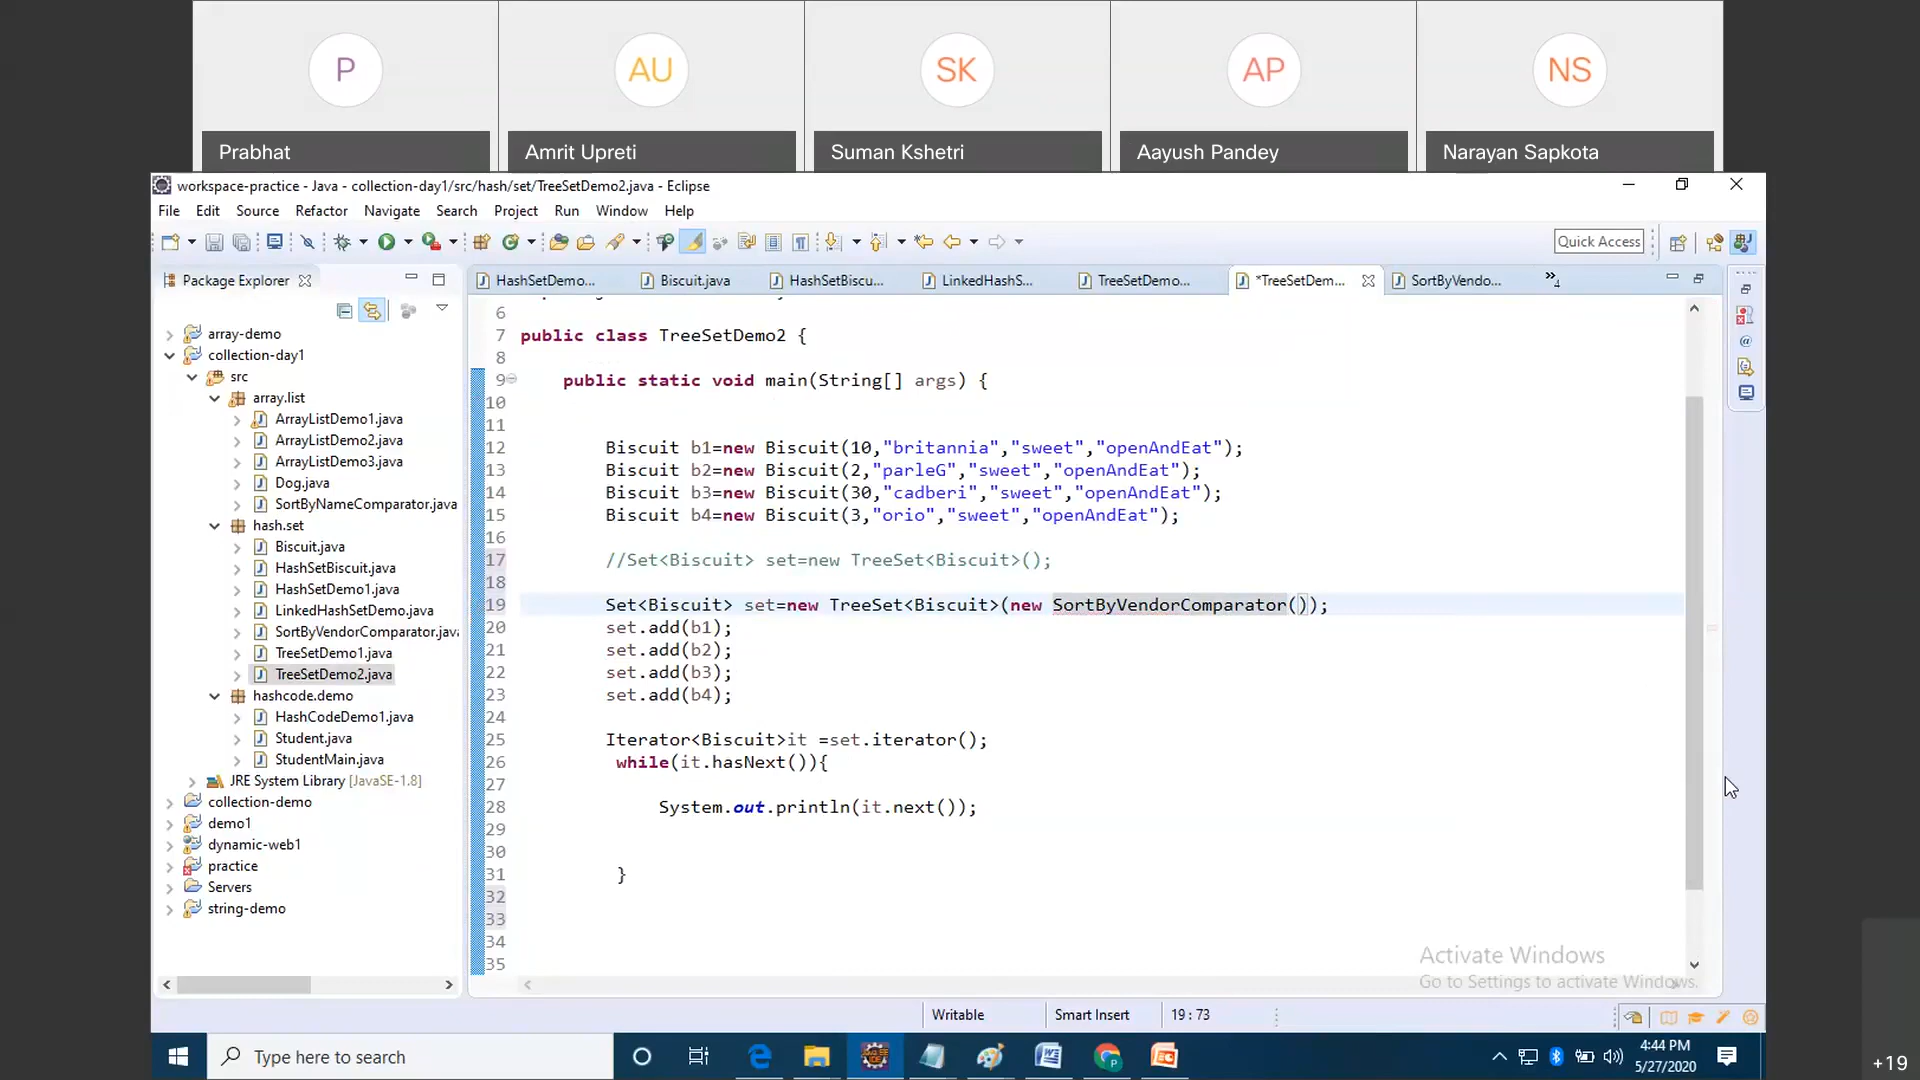 P
AU
SK
AP
NS
Prabhat
Amrit Upreti
Suman Kshetri
Aayush Pandey
Narayan Sapkota
workspace-practice - Java - collection-day1/src/hash/set/TreeSetDemo2.java - Eclipse
File Edit Source Refactor Navigate Search Project Run Window Help
Quick Access
Package Explorer
array-demo
collection-day1
src
array.list
ArrayListDemo1.java
ArrayListDemo2.java
ArrayListDemo3.java
Dog.java
SortByNameComparator.java
hash.set
Biscuit.java
HashSetBiscuit.java
HashSetDemo1.java
LinkedHashSetDemo.java
SortByVendorComparator.java
TreeSetDemo1.java
TreeSetDemo2.java
hashcode.demo
HashCodeDemo1.java
Student.java
StudentMain.java
JRE System Library [JavaSE-1.8]
collection-demo
demo1
dynamic-web1
practice
Servers
string-demo
HashSetDemo... Biscuit.java HashSetBiscu... LinkedHashS... TreeSetDemo... *TreeSetDem... SortByVendo... »4
6
7 public class TreeSetDemo2 {
8
9 public static void main(String[] args) {
10
11
12 Biscuit b1=new Biscuit(10,"britannia","sweet","openAndEat");
13 Biscuit b2=new Biscuit(2,"parleG","sweet","openAndEat");
14 Biscuit b3=new Biscuit(30,"cadberi","sweet","openAndEat");
15 Biscuit b4=new Biscuit(3,"orio","sweet","openAndEat");
16
17 //Set<Biscuit> set=new TreeSet<Biscuit>();
18
19 Set<Biscuit> set=new TreeSet<Biscuit>(new SortByVendorComparator());
20 set.add(b1);
21 set.add(b2);
22 set.add(b3);
23 set.add(b4);
24
25 Iterator<Biscuit>it =set.iterator();
26 while(it.hasNext()){
27
28 System.out.println(it.next());
29
30
31 }
32
33
34
35
Activate Windows
Go to Settings to activate Windows.
Writable Smart Insert 19 : 73
Type here to search
4:44 PM
5/27/2020
+19